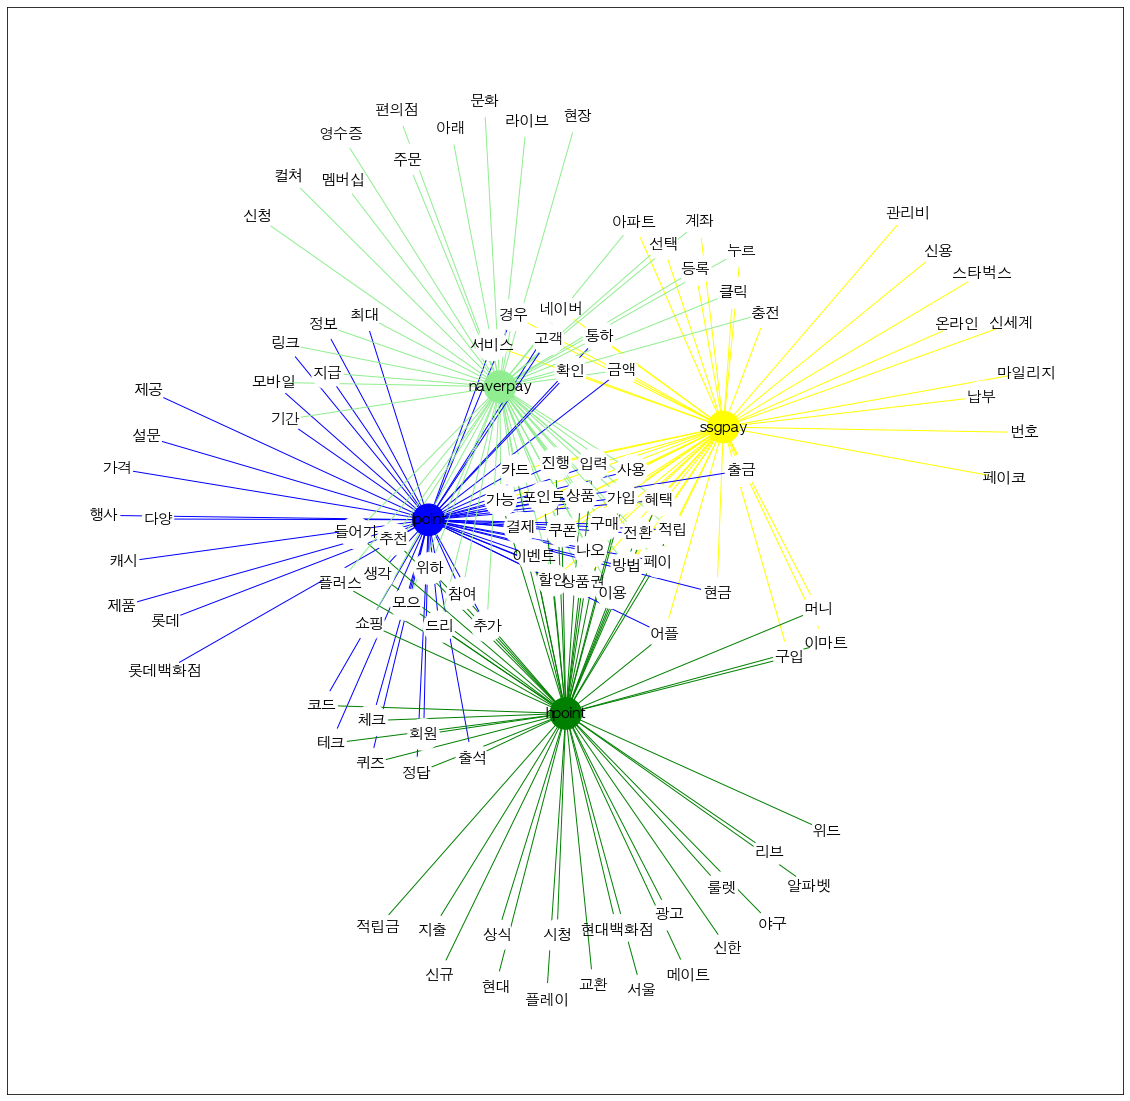 문화
편의점
현장
라이브
아래
영수증
주문
컬쳐
멤버십
관리비
신청
계좌
아파트
선택
누르
신용
등록
스타벅스
클릭
네이버
충전
경우
최대
정보
온라인
신세계
통하
고객
링크
서비스
금액
확인
지급
마일리지
모바일
naverpay
제공
납부
기간
ssgpay
번호
설문
진행
입력
가격
카드
사용
출금
페이코
포인트
상품
가입
혜택
가능
행사
다양
lpoint
구매
결제
적립
쿠폰
전환
들어가
추천
나오
이벤트
캐시
페이
방법
위하
생각
할인
상품권
플러스
이용
현금
참여
모으
제품
머니
롯데
쇼핑
드리
추가
어플
이마트
구입
롯데백화점
코드
hpoint
체크
회원
테크
출석
퀴즈
정답
위드
리브
알파벳
룰렛
광고
야구
적립금
지출
현대백화점
상식
시청
신한
신규
메이트
교환
현대
서울
플레이